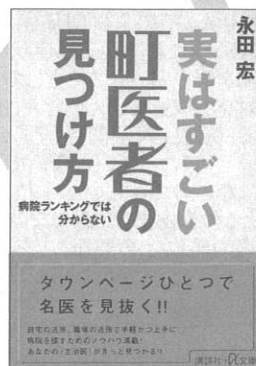 永田 宏
実はすごい
町医者の
見つけ方
病院ランキングでは
分からない
タウンページひとつで
名医を見抜く!!
自宅の近所、職場の近所で手軽かつ上手に
病院を探すためのノウハウ満載!
あなたの「主治医」がきっと見つかる!!
講談社+α文庫